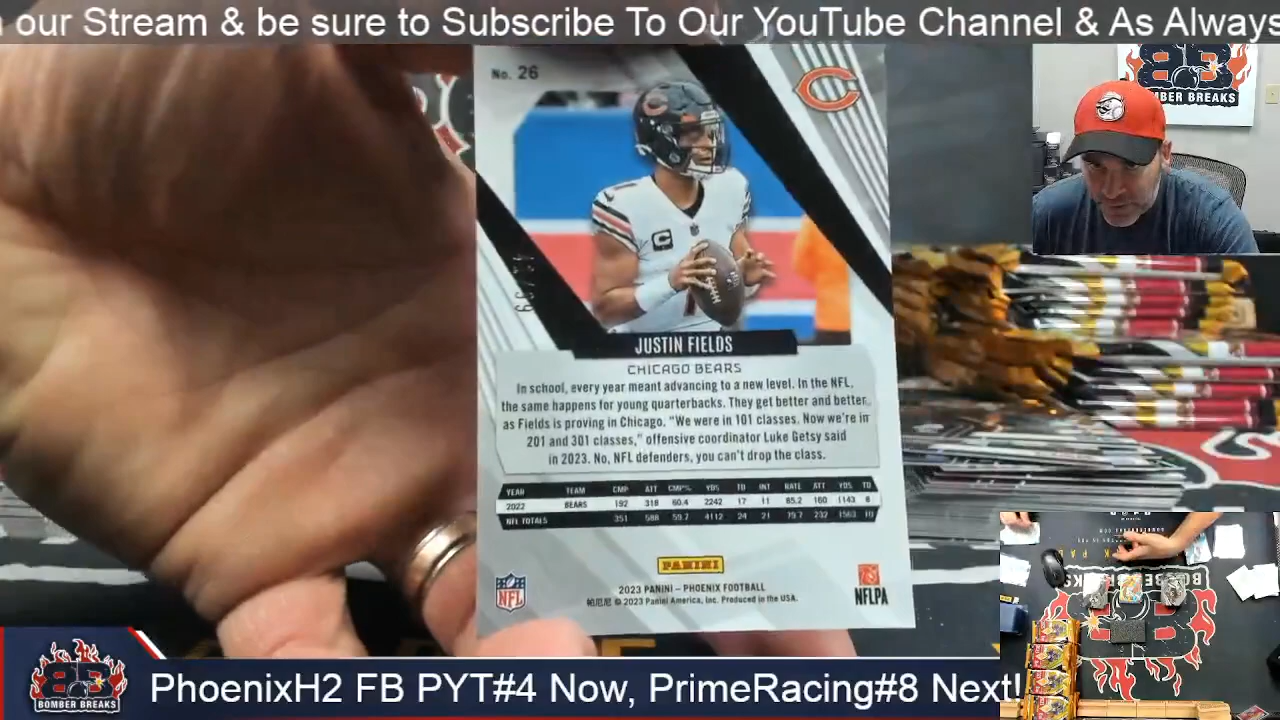 our Stream & be sure to Subscribe To Our YouTube Channel & As Always
No. 26
BER BREAKS
JUSTIN FIELDS
CHICAGO BEARS
In school, every year meant advancing to a new level. In the NFL,
the same happens for young quarterbacks. They get better and better,
as Fields is proving in Chicago. "We were in 101 classes. Now we're in
201 and 301 classes," offensive coordinator Luke Getsy said
in 2023. No, NFL defenders, you can't drop the class.
YEAR TEAM CMP ATT CMP% YDS TD INT RATE ATT YDS TD
2022 BEARS 192 318 60.4 2242 17 11 85.2 160 1143 8
NFL TOTALS 351 588 59.7 4112 24 21 79.7 232 1563 10
PANINI
2023 PANINI – PHOENIX FOOTBALL
帕尼尼 © 2023 Panini America, Inc. Produced in the USA.
NFL
NFLPA
BB
BOMBER BREAKS
PhoenixH2 FB PYT#4 Now, PrimeRacing#8 Next!